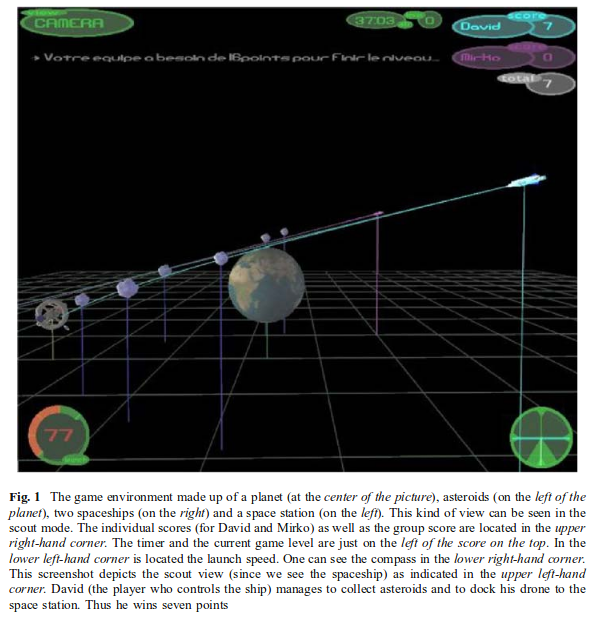 view
CAMERA
37:03
0
score
David 7
> Votre equipe a besoin de 16points pour finir le niveau...
score
Mirko 0
total
7
77
Fig. 1 The game environment made up of a planet (at the center of the picture), asteroids (on the left of the
planet), two spaceships (on the right) and a space station (on the left). This kind of view can be seen in the
scout mode. The individual scores (for David and Mirko) as well as the group score are located in the upper
right-hand corner. The timer and the current game level are just on the left of the score on the top. In the
lower left-hand corner is located the launch speed. One can see the compass in the lower right-hand corner.
This screenshot depicts the scout view (since we see the spaceship) as indicated in the upper left-hand
corner. David (the player who controls the ship) manages to collect asteroids and to dock his drone to the
space station. Thus he wins seven points